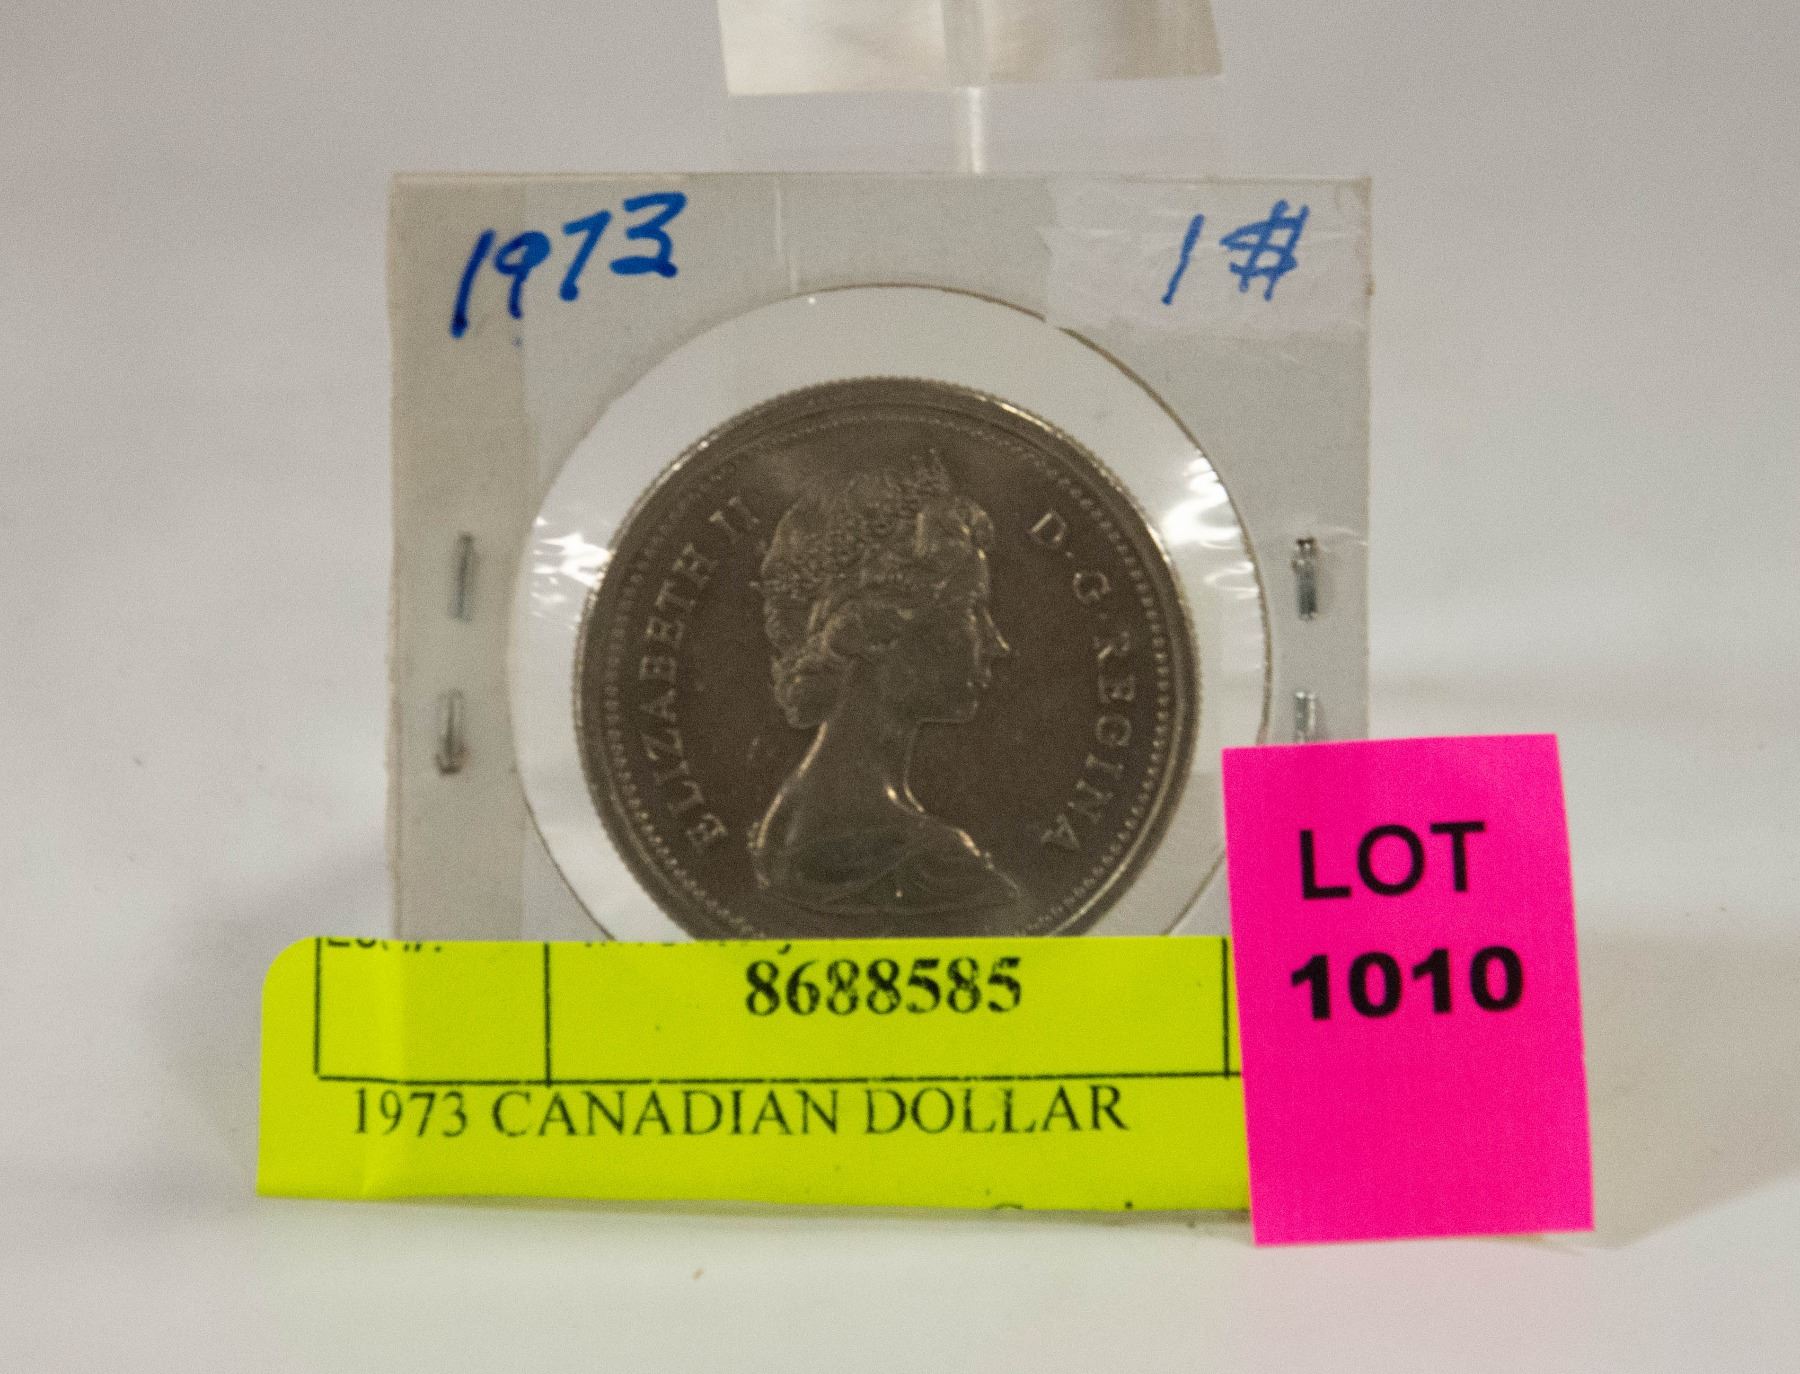 1973
1$
ELIZABETH II
D. G. REGINA
8688585
1973 CANADIAN DOLLAR
LOT
1010